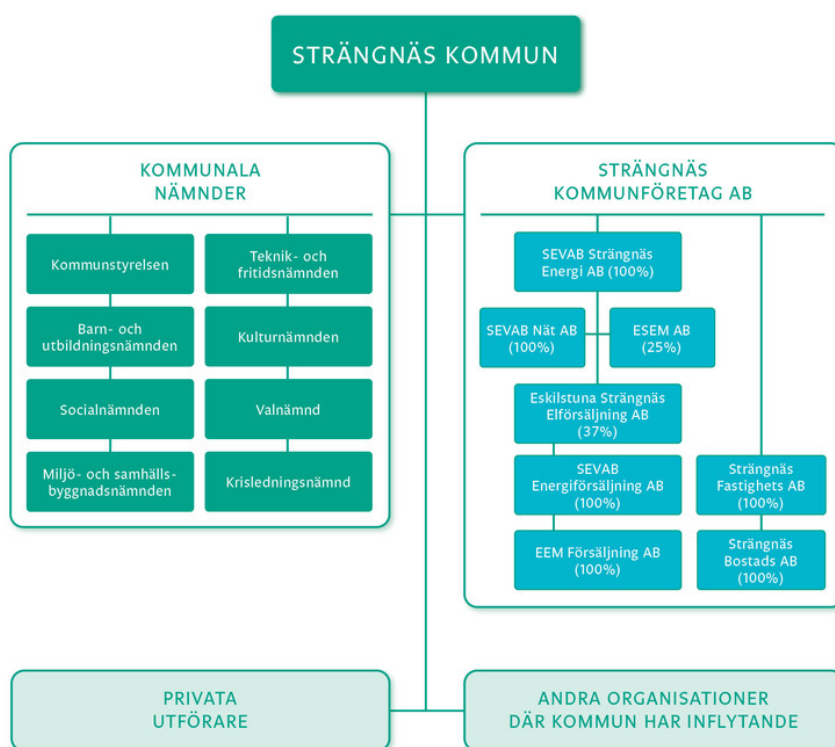 STRÄNGNÄS KOMMUN
KOMMUNALA
NÄMNDER
Kommunstyrelsen
Teknik- och
fritidsnämnden
Barn- och
utbildningsnämnden
Kulturnämnden
Socialnämnden
Valnämnd
Miljö- och samhälls-
byggnadsnämnden
Krisledningsnämnd
STRÄNGNÄS
KOMMUNFÖRETAG AB
SEVAB Strängnäs
Energi AB (100%)
SEVAB Nät AB
(100%)
ESEM AB
(25%)
Eskilstuna Strängnäs
Elförsäljning AB
(37%)
SEVAB
Energiförsäljning AB
(100%)
EEM Försäljning AB
(100%)
Strängnäs
Fastighets AB
(100%)
Strängnäs
Bostads AB
(100%)
PRIVATA
UTFÖRARE
ANDRA ORGANISATIONER
DÄR KOMMUN HAR INFLYTANDE